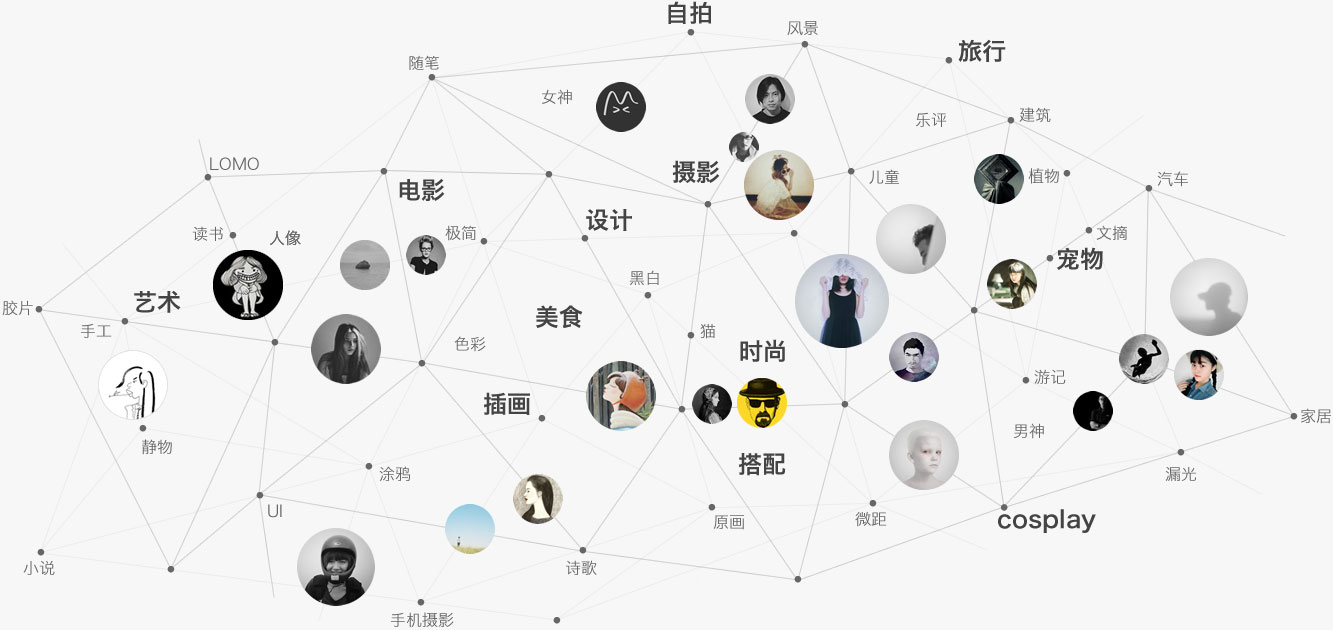 自拍
风景
旅行
随笔
女神
乐评
建筑
LOMO
电影
摄影
儿童
植物
汽车
读书
人像
极简
设计
文摘
宠物
黑白
胶片
手工
艺术
美食
色彩
猫
时尚
游记
插画
男神
家居
静物
涂鸦
搭配
漏光
UI
原画
微距
cosplay
小说
诗歌
手机摄影